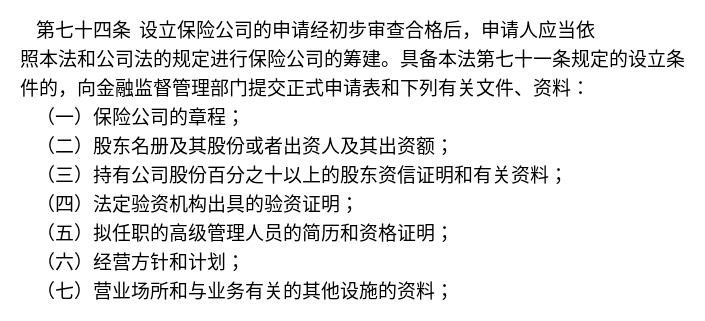 第七十四条 设立保险公司的申请经初步审查合格后，申请人应当依
照本法和公司法的规定进行保险公司的筹建。具备本法第七十一条规定的设立条
件的，向金融监督管理部门提交正式申请表和下列有关文件、资料：
（一）保险公司的章程；
（二）股东名册及其股份或者出资人及其出资额；
（三）持有公司股份百分之十以上的股东资信证明和有关资料；
（四）法定验资机构出具的验资证明；
（五）拟任职的高级管理人员的简历和资格证明；
（六）经营方针和计划；
（七）营业场所和与业务有关的其他设施的资料；